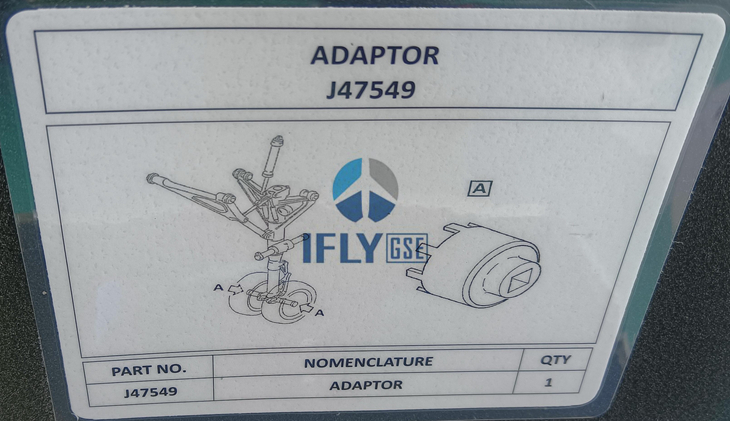 ADAPTOR
J47549
A
IFLY GSE
A
A
PART NO. NOMENCLATURE QTY
J47549 ADAPTOR 1